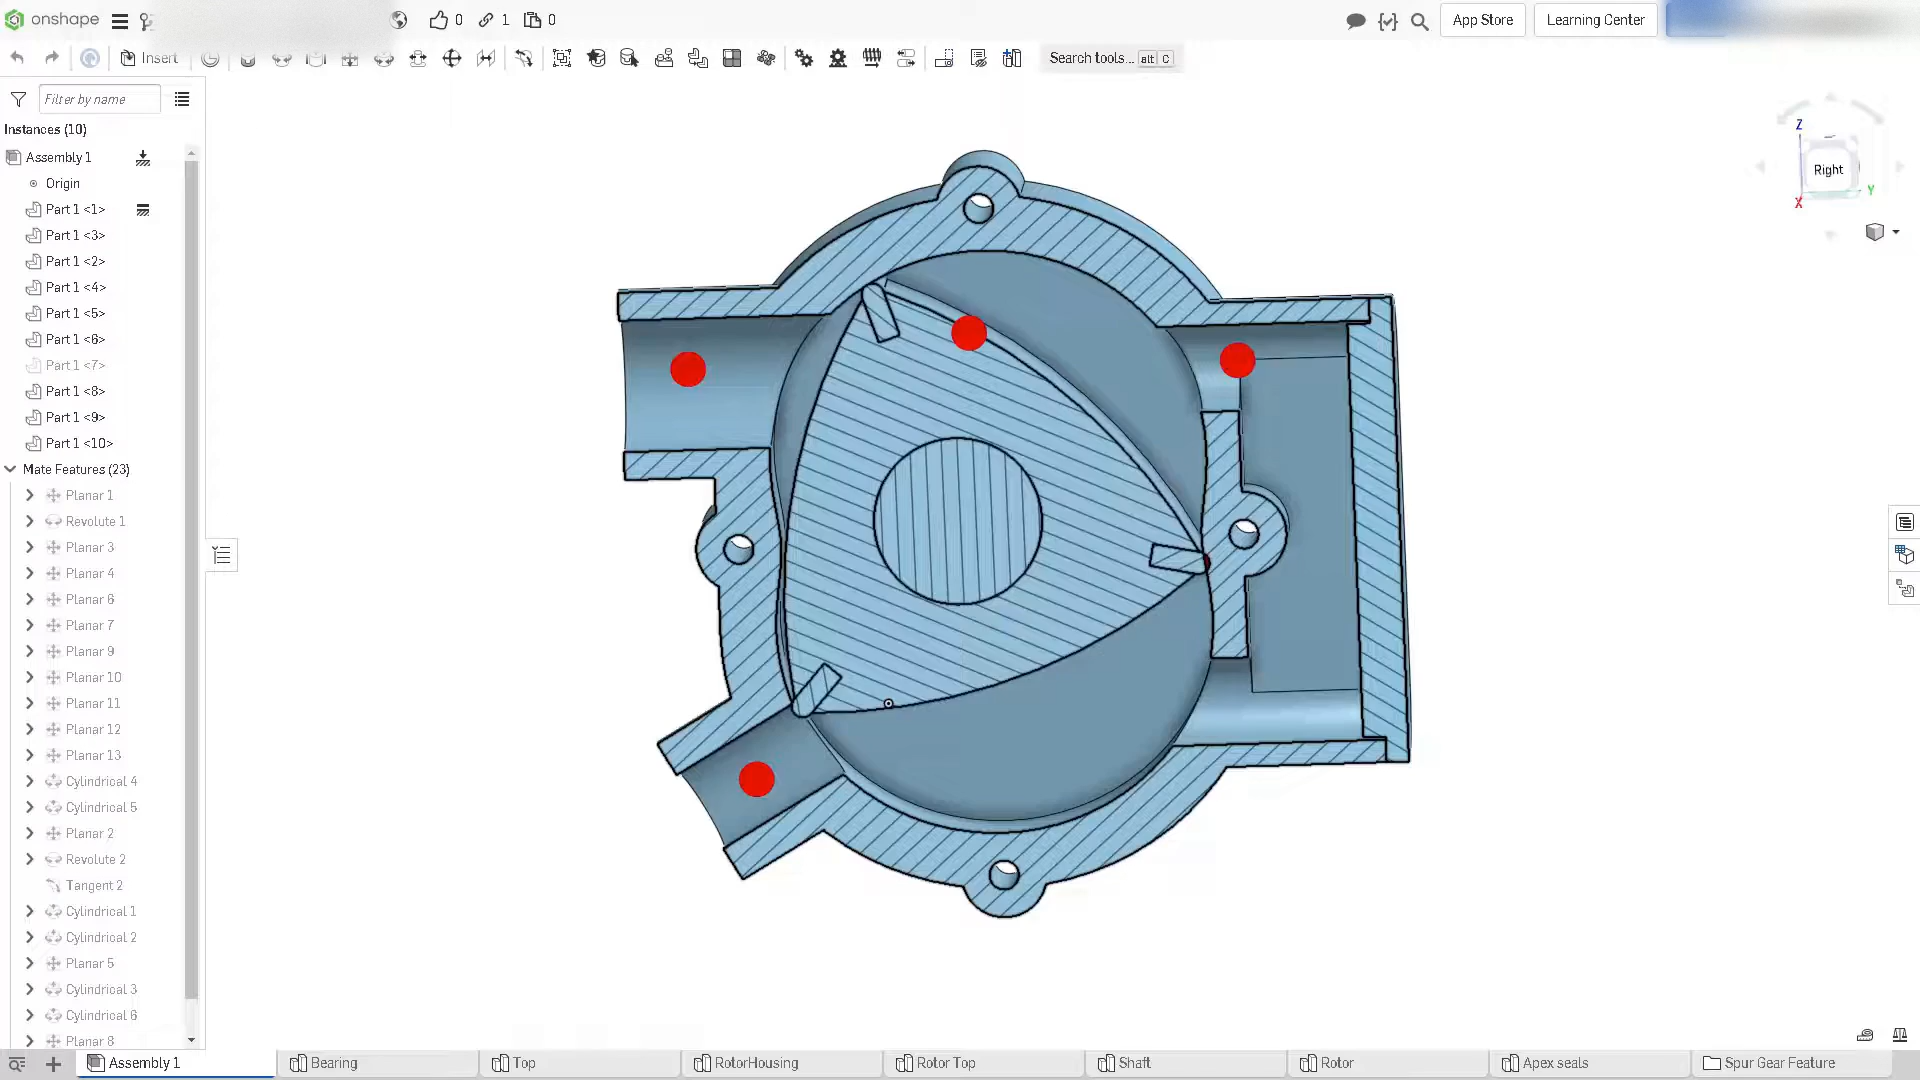 onshape 0 1 0 App Store Learning Center
Insert Search tools... alt C
Filter by name
Instances (10)
Assembly 1
Origin
Part 1 <1>
Part 1 <3>
Part 1 <2>
Part 1 <4>
Part 1 <5>
Part 1 <6>
Part 1 <7>
Part 1 <8>
Part 1 <9>
Part 1 <10>
Mate Features (23)
Planar 1
Revolute 1
Planar 3
Planar 4
Planar 6
Planar 7
Planar 9
Planar 10
Planar 11
Planar 12
Planar 13
Cylindrical 4
Cylindrical 5
Planar 2
Revolute 2
Tangent 2
Cylindrical 1
Cylindrical 2
Planar 5
Cylindrical 3
Cylindrical 6
Planar 8
Z
Right
Y
X
Assembly 1 Bearing Top RotorHousing Rotor Top Shaft Rotor Apex seals Spur Gear Feature